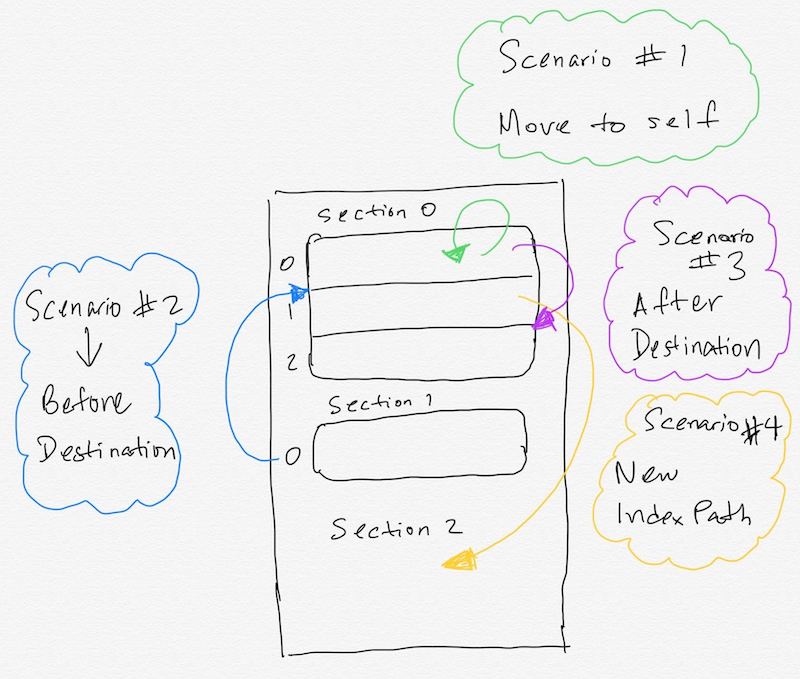 Scenario #1
Move to self
Section 0
0
1
2
Section 1
0
Section 2
Scenario #2
Before
Destination
Scenario
#3
After
Destination
Scenario #4
New
Index Path